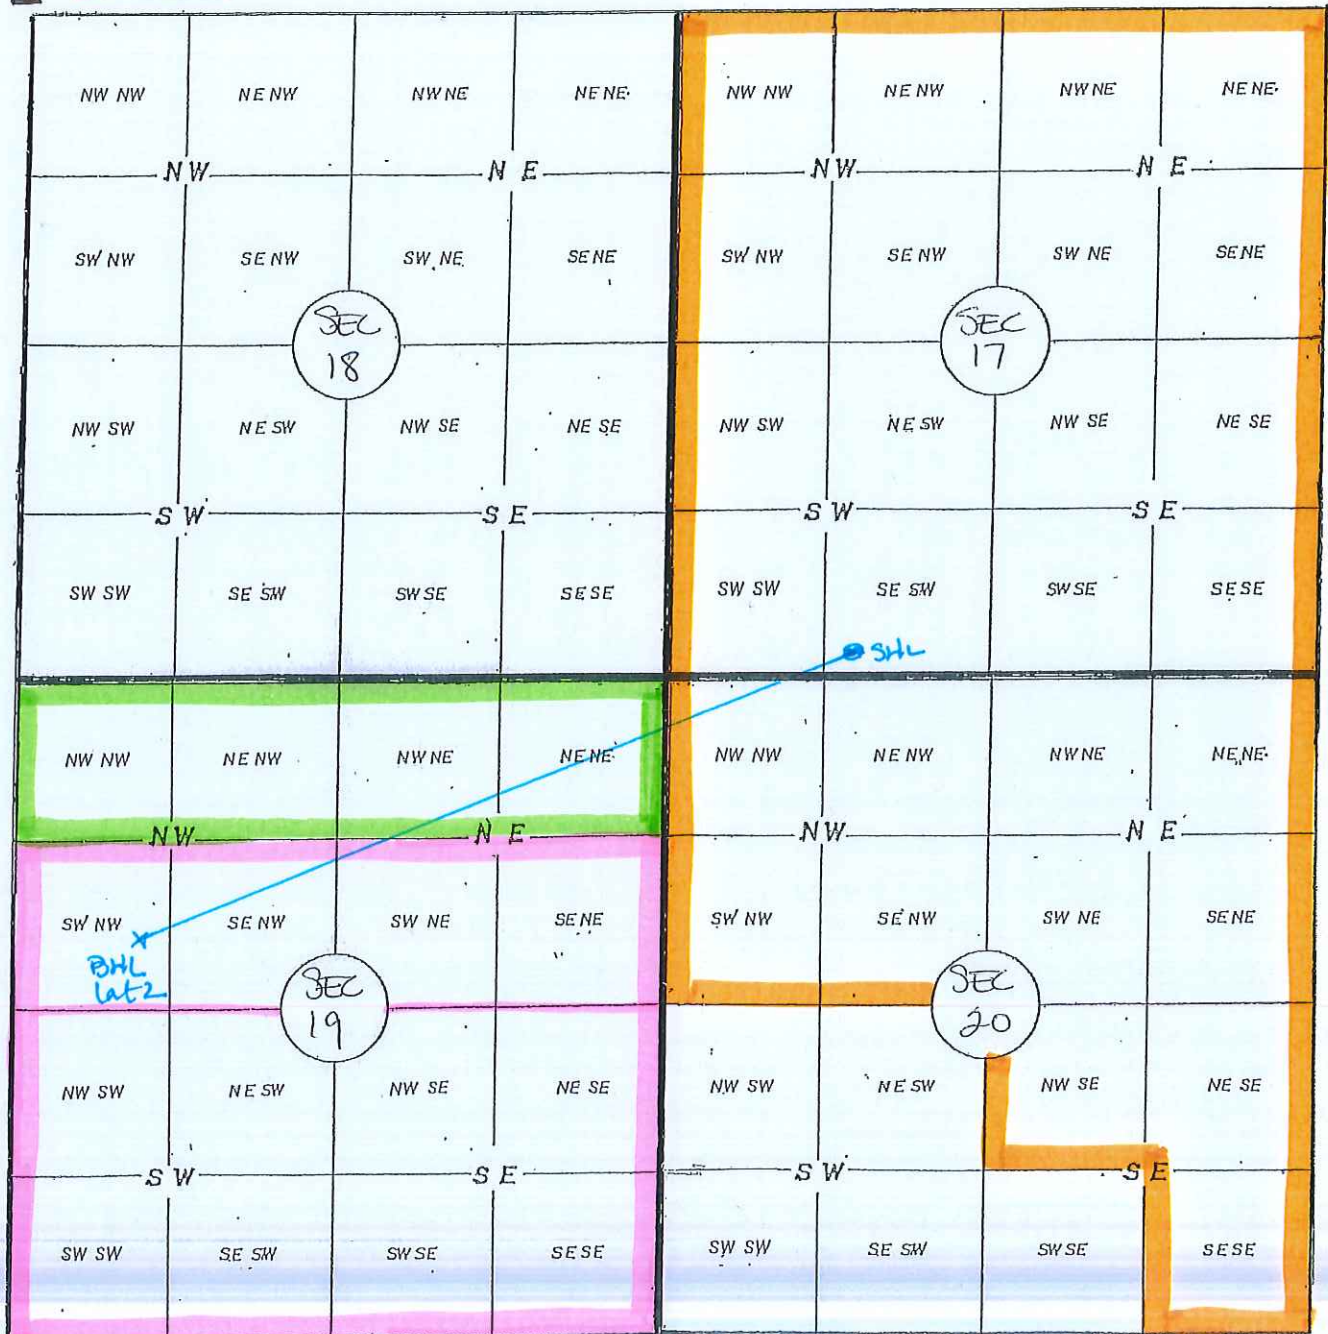 NW NW NE NW NW NE NE NE NW NW NE NW NW NE NE NE
NW N E NW N E
SW NW SE NW SW NE SE NE SW NW SE NW SW NE SE NE
SEC SEC
18 17
NW SW NE SW NW SE NE SE NW SW NE SW NW SE NE SE
S W S E S W S E
SW SW SE SW SW SE SE SE SW SW SE SW SW SE SE SE
SHL
NW NW NE NW NW NE NE NE NW NW NE NW NW NE NE NE
NW N E NW N E
SW NW SE NW SW NE SE NE SW NW SE NW SW NE SE NE
BHL
Lat 2
SEC SEC
19 20
NW SW NE SW NW SE NE SE NW SW NE SW NW SE NE SE
S W S E S W S E
SW SW SE SW SW SE SE SE SW SW SE SW SW SE SE SE